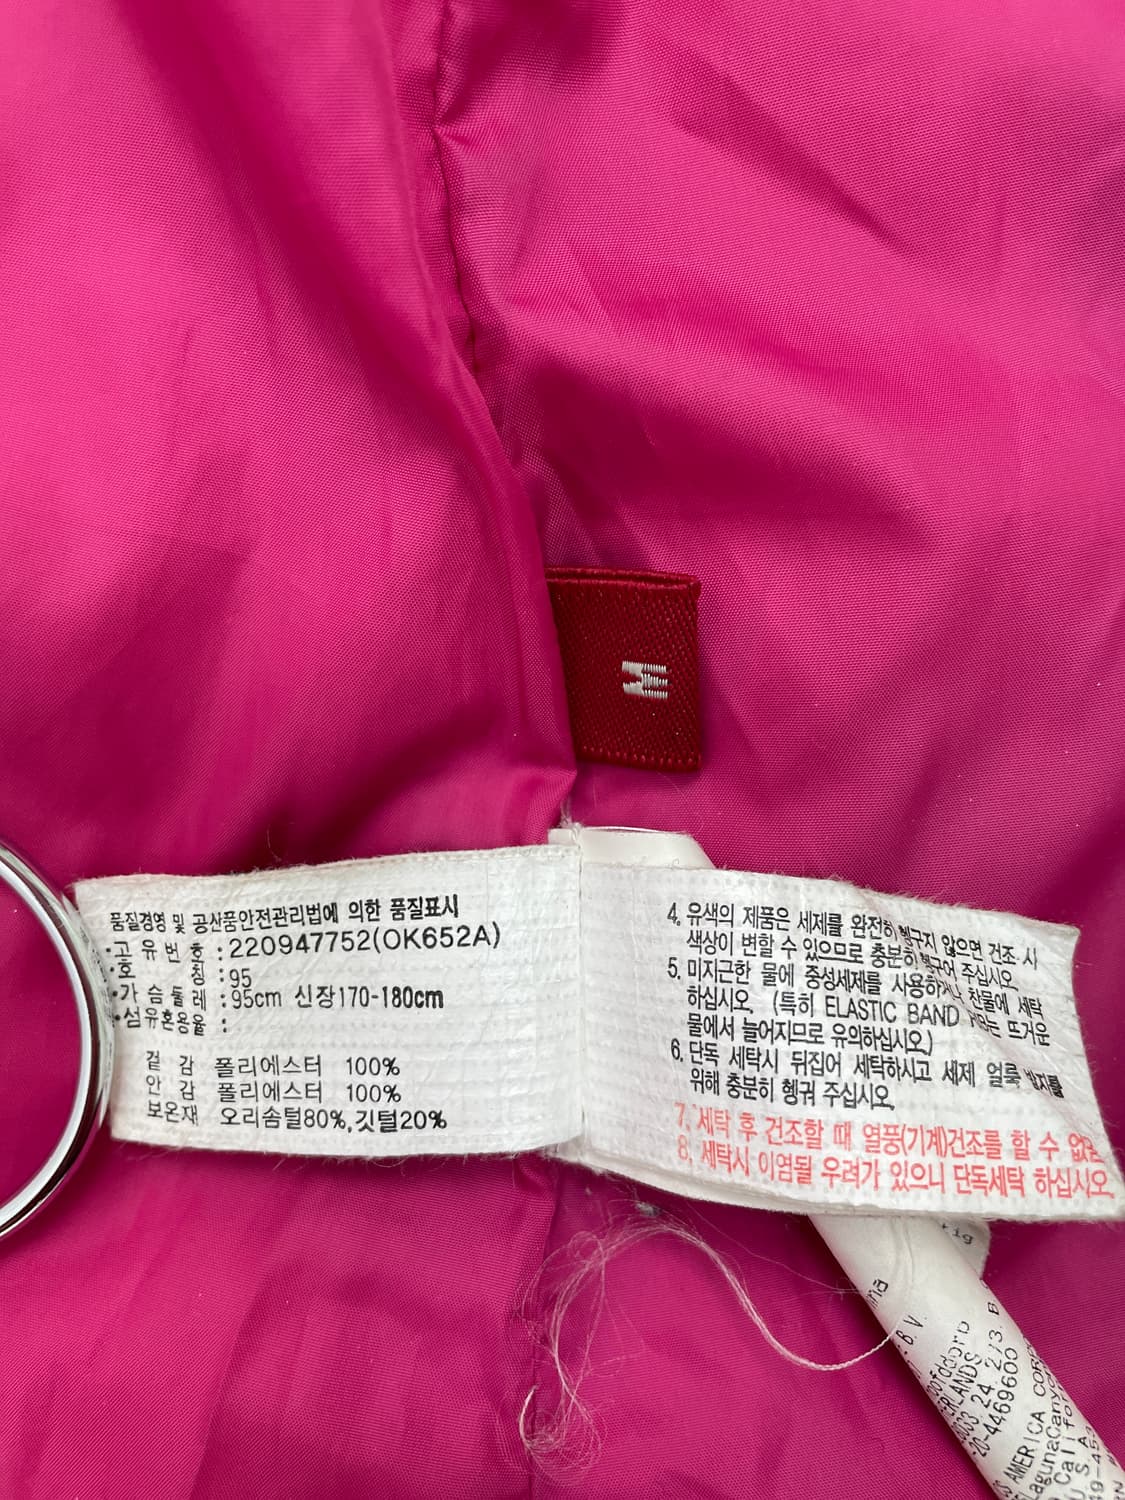 M
품질경영 및 공산품안전관리법에 의한 품질표시
·고유번호 : 220947752(OK652A)
·호 칭 : 95
·가슴둘레 : 95cm 신장170-180cm
·섬유혼용율 :
겉 감 폴리에스터 100%
안 감 폴리에스터 100%
보온재 오리솜털80%,깃털20%
4. 유색의 제품은 세제를 완전히 헹구지 않으면 건조 시
색상이 변할 수 있으므로 충분히 헹구어 주십시오.
5. 미지근한 물에 중성세제를 사용하거나 찬물에 세탁
하십시오. (특히 ELASTIC BAND 뜨거운
물에서 늘어지므로 유의하십시오.)
6. 단독 세탁시 뒤집어 세탁하시고 세제 얼룩 방지를
위해 충분히 헹궈 주십시오.
7. 세탁 후 건조할 때 열풍(기계)건조를 할 수 없음
8. 세탁시 이염될 우려가 있으니 단독세탁 하십시오.
B.V.
ERLANDS
20-4469600
AMERICA COR
LagunaCany
Califor
U S A